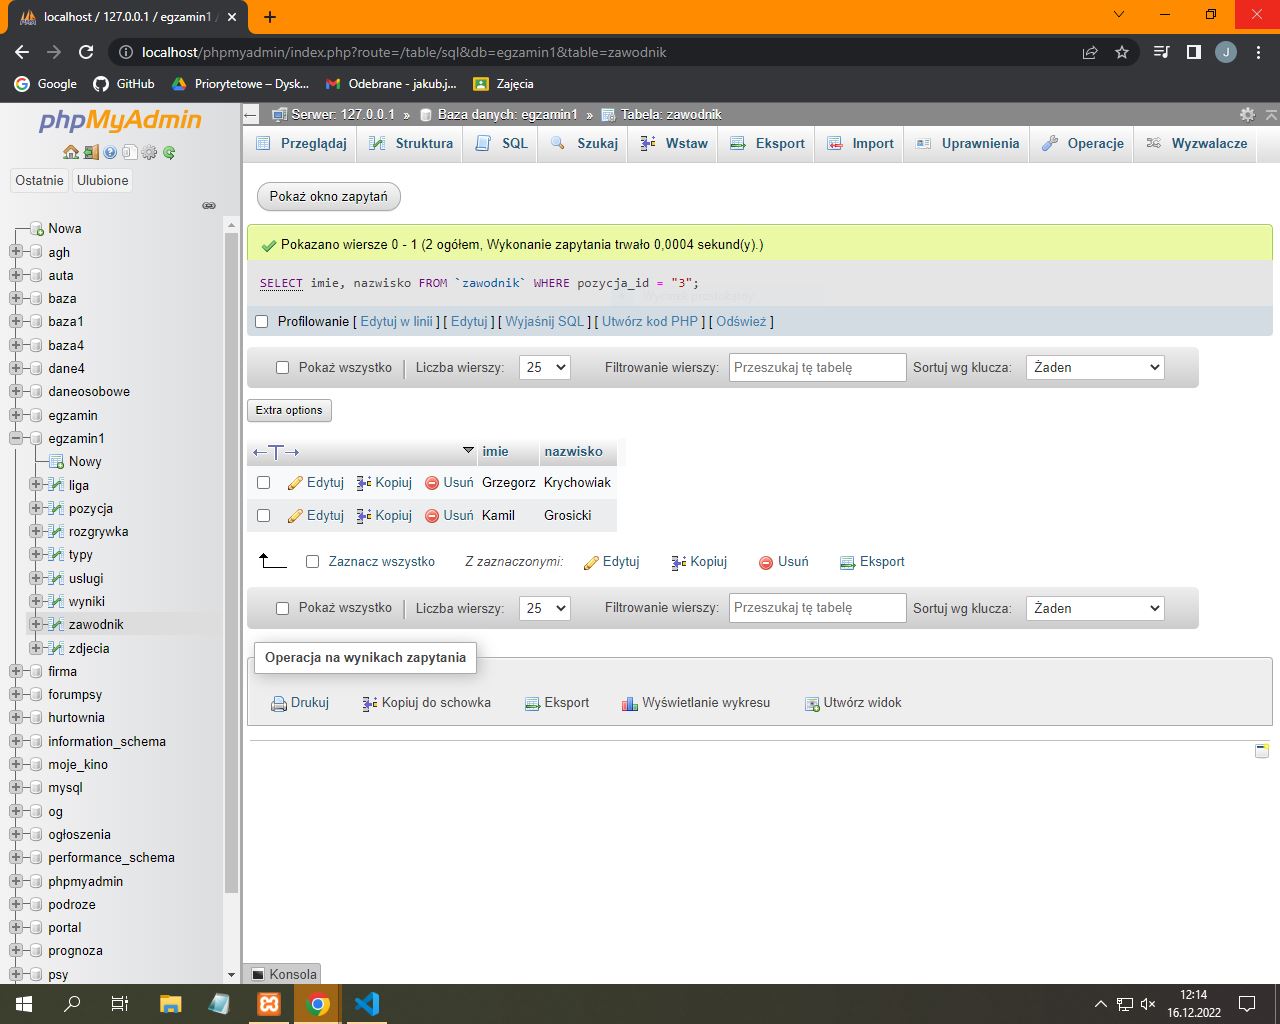 localhost / 127.0.0.1 / egzamin1 /
localhost/phpmyadmin/index.php?route=/table/sql&db=egzamin1&table=zawodnik
J
Google
GitHub
Priorytetowe – Dysk...
Odebrane - jakub.j...
Zajęcia
phpMyAdmin
Ostatnie
Ulubione
Nowa
agh
auta
baza
baza1
baza4
dane4
daneosobowe
egzamin
egzamin1
Nowy
liga
pozycja
rozgrywka
typy
uslugi
wyniki
zawodnik
zdjecia
firma
forumpsy
hurtownia
information_schema
moje_kino
mysql
og
ogłoszenia
performance_schema
phpmyadmin
podroze
portal
prognoza
psy
Serwer: 127.0.0.1 » Baza danych: egzamin1 » Tabela: zawodnik
Przeglądaj
Struktura
SQL
Szukaj
Wstaw
Eksport
Import
Uprawnienia
Operacje
Wyzwalacze
Pokaż okno zapytań
Pokazano wiersze 0 - 1 (2 ogółem, Wykonanie zapytania trwało 0,0004 sekund(y).)
SELECT imie, nazwisko FROM `zawodnik` WHERE pozycja_id = "3";
Profilowanie [ Edytuj w linii ] [ Edytuj ] [ Wyjaśnij SQL ] [ Utwórz kod PHP ] [ Odśwież ]
Pokaż wszystko | Liczba wierszy: 25 Filtrowanie wierszy: Przeszukaj tę tabelę Sortuj wg klucza: Żaden
Extra options
←T→ imie nazwisko
Edytuj Kopiuj Usuń Grzegorz Krychowiak
Edytuj Kopiuj Usuń Kamil Grosicki
Zaznacz wszystko Z zaznaczonymi: Edytuj Kopiuj Usuń Eksport
Pokaż wszystko | Liczba wierszy: 25 Filtrowanie wierszy: Przeszukaj tę tabelę Sortuj wg klucza: Żaden
Operacja na wynikach zapytania
Drukuj Kopiuj do schowka Eksport Wyświetlanie wykresu Utwórz widok
Konsola
12:14
16.12.2022